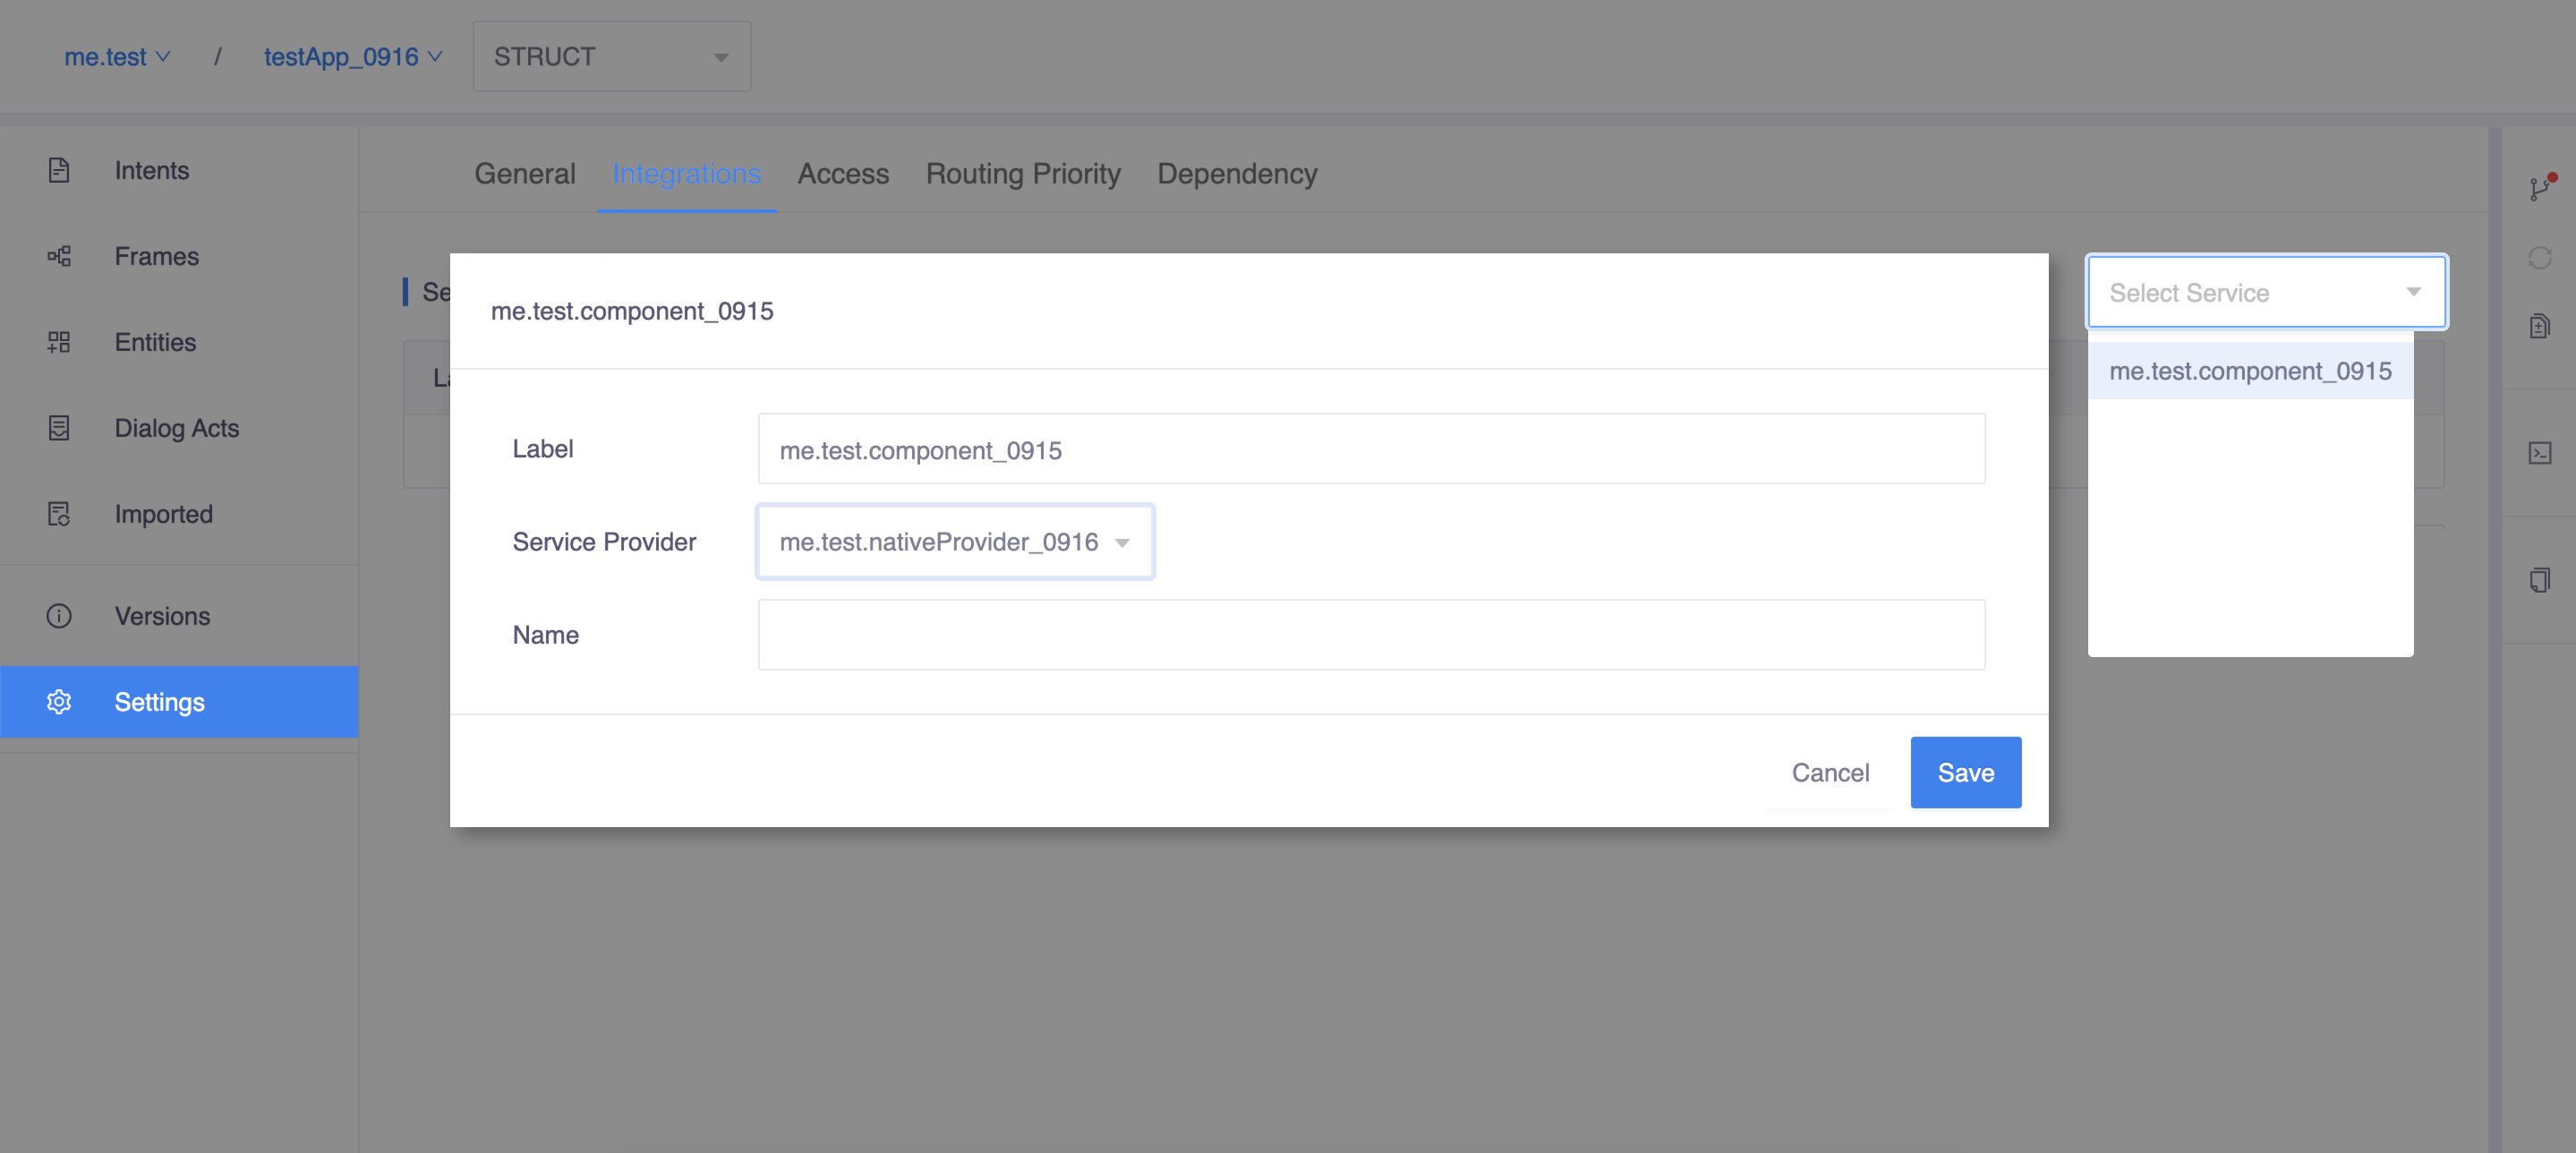 me.test / testApp_0916 STRUCT
General Integrations Access Routing Priority Dependency
Intents
Frames
Entities
Dialog Acts
Imported
Versions
Settings
Select Service
me.test.component_0915
me.test.component_0915
Label me.test.component_0915
Service Provider me.test.nativeProvider_0916
Name
Cancel Save